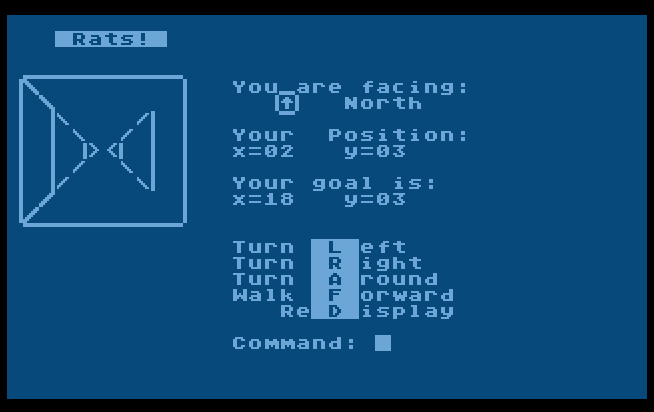 Rats!
You are facing:
↑ North
Your Position:
x=02 y=03
Your goal is:
x=18 y=03
Turn Left
Turn Right
Turn Around
Walk Forward
ReDisplay
Command: